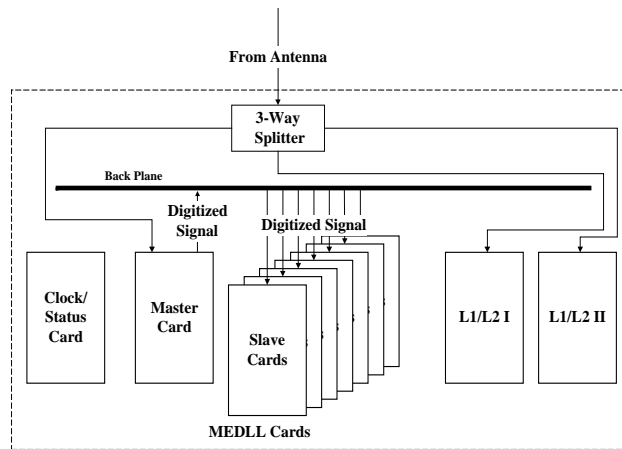 From Antenna
3-Way
Splitter
Back Plane
Digitized
Signal
Digitized Signal
Clock/
Status
Card
Master
Card
Slave
Cards
L1/L2 I
L1/L2 II
MEDLL Cards